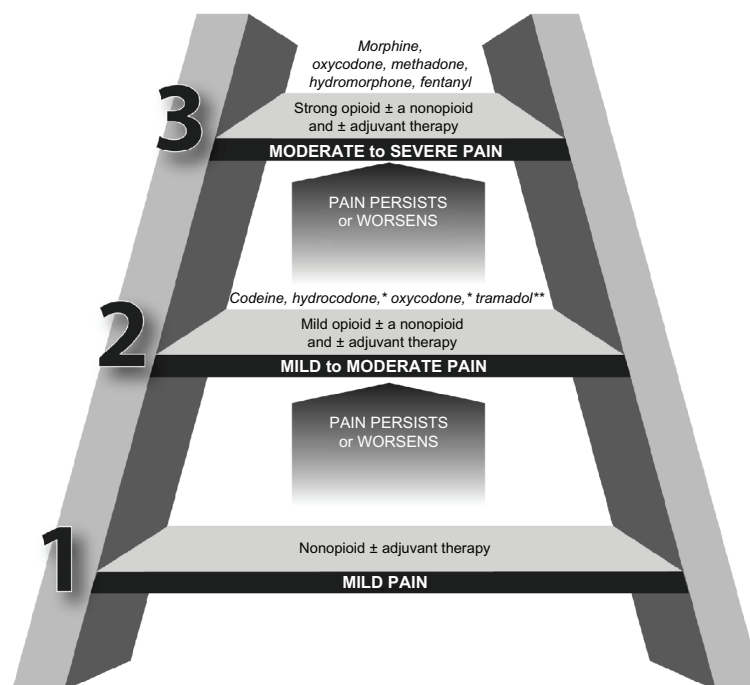 Morphine,
oxycodone, methadone,
hydromorphone, fentanyl
3
Strong opioid ± a nonopioid
and ± adjuvant therapy
MODERATE to SEVERE PAIN
PAIN PERSISTS
or WORSENS
Codeine, hydrocodone,* oxycodone,* tramadol**
2
Mild opioid ± a nonopioid
and ± adjuvant therapy
MILD to MODERATE PAIN
PAIN PERSISTS
or WORSENS
1
Nonopioid ± adjuvant therapy
MILD PAIN